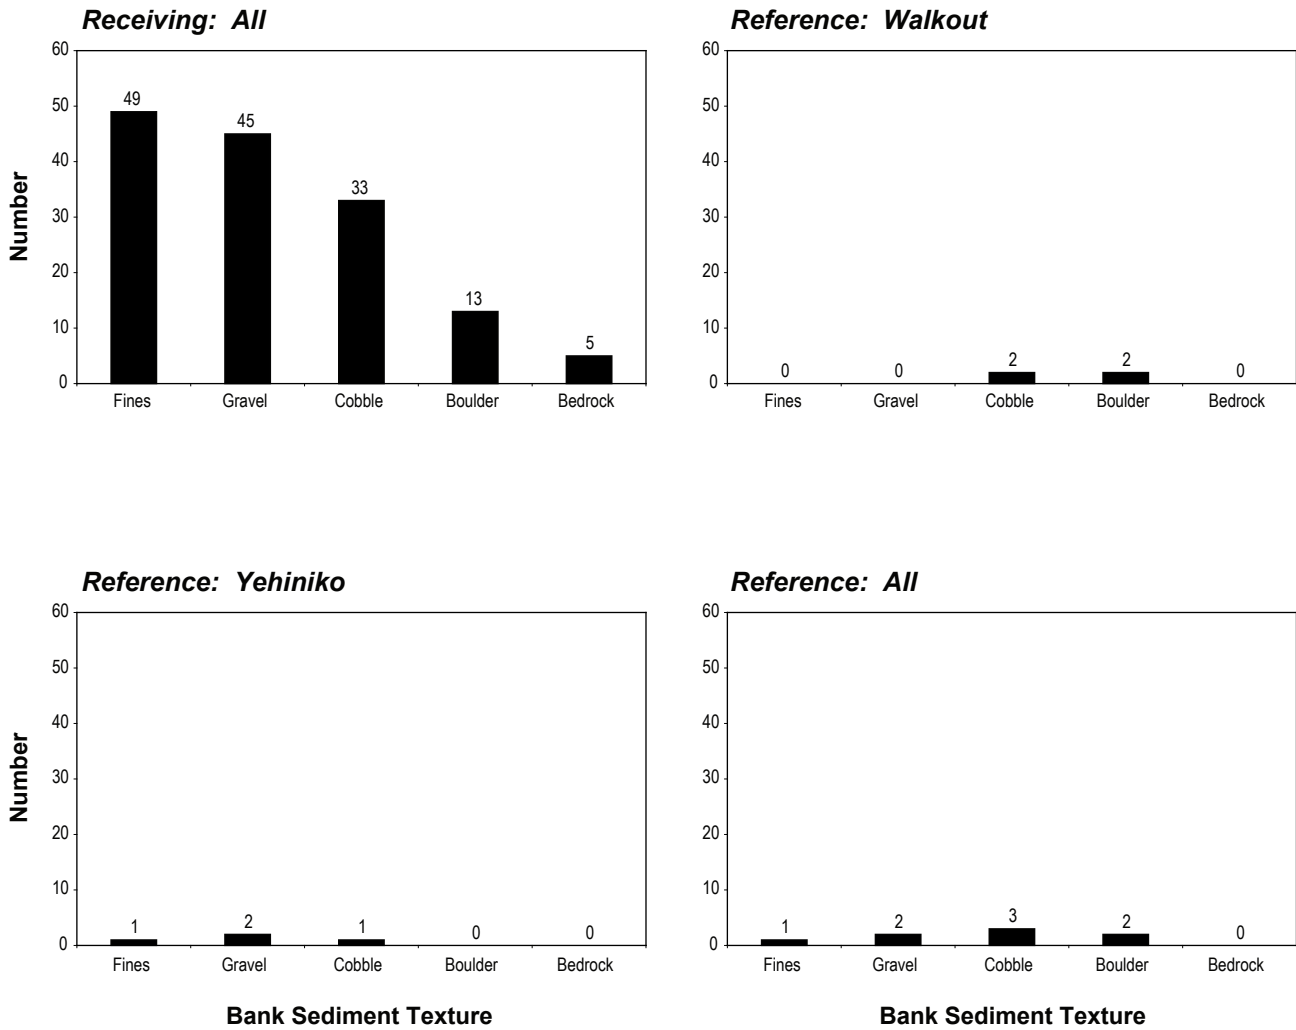 Receiving: All
60
50
40
30
20
10
0
Number
49
45
33
13
5
Fines Gravel Cobble Boulder Bedrock
Reference: Walkout
60
50
40
30
20
10
0
0 0 2 2 0
Fines Gravel Cobble Boulder Bedrock
Reference: Yehiniko
60
50
40
30
20
10
0
Number
1 2 1 0 0
Fines Gravel Cobble Boulder Bedrock
Bank Sediment Texture
Reference: All
60
50
40
30
20
10
0
1 2 3 2 0
Fines Gravel Cobble Boulder Bedrock
Bank Sediment Texture